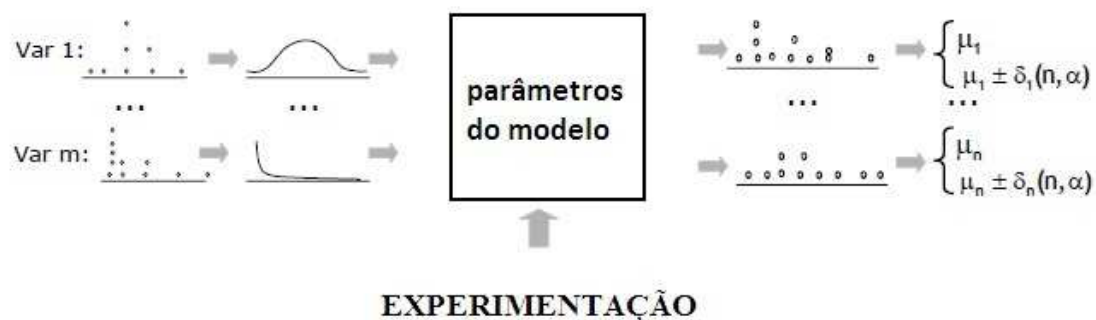 Var 1:
μ₁
μ₁ ± δ₁(n, α)
...
...
...
...
parâmetros
do modelo
Var m:
μₙ
μₙ ± δₙ(n, α)
EXPERIMENTAÇÃO